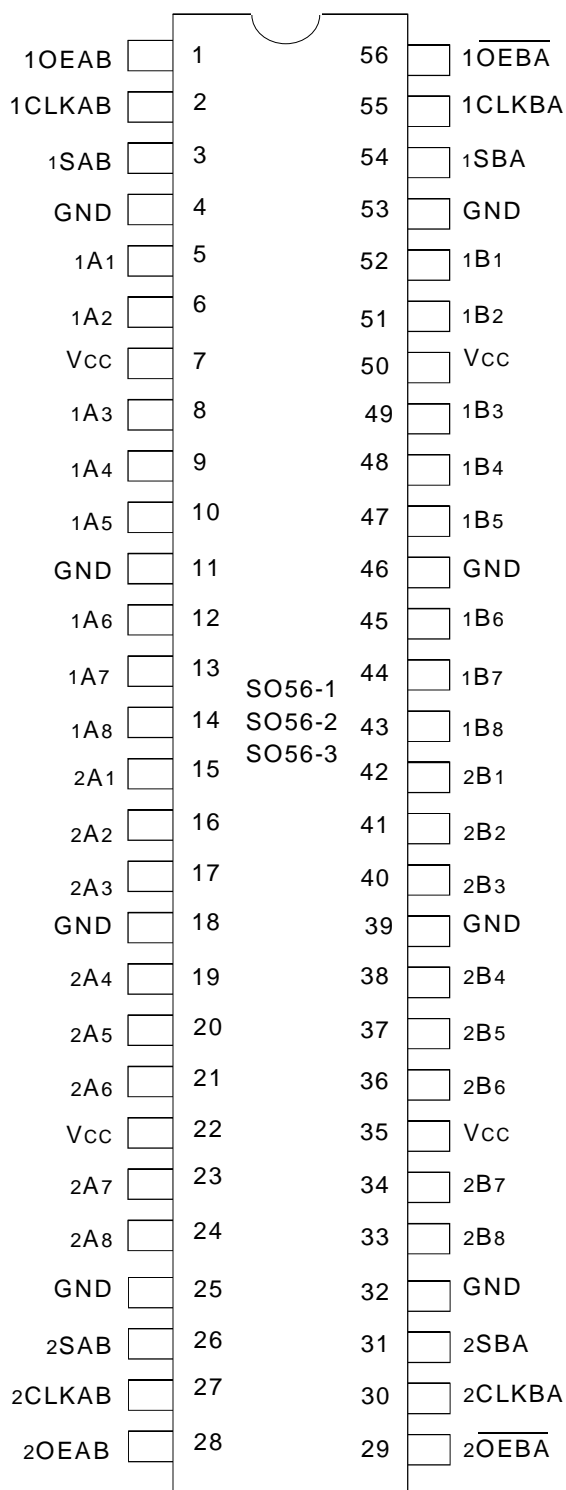 1OEAB 1 56 1OEBA
1CLKAB 2 55 1CLKBA
1SAB 3 54 1SBA
GND 4 53 GND
1A1 5 52 1B1
1A2 6 51 1B2
VCC 7 50 VCC
1A3 8 49 1B3
1A4 9 48 1B4
1A5 10 47 1B5
GND 11 46 GND
1A6 12 45 1B6
1A7 13 44 1B7
SO56-1
1A8 14 SO56-2 43 1B8
SO56-3
2A1 15 42 2B1
2A2 16 41 2B2
2A3 17 40 2B3
GND 18 39 GND
2A4 19 38 2B4
2A5 20 37 2B5
2A6 21 36 2B6
VCC 22 35 VCC
2A7 23 34 2B7
2A8 24 33 2B8
GND 25 32 GND
2SAB 26 31 2SBA
2CLKAB 27 30 2CLKBA
2OEAB 28 29 2OEBA